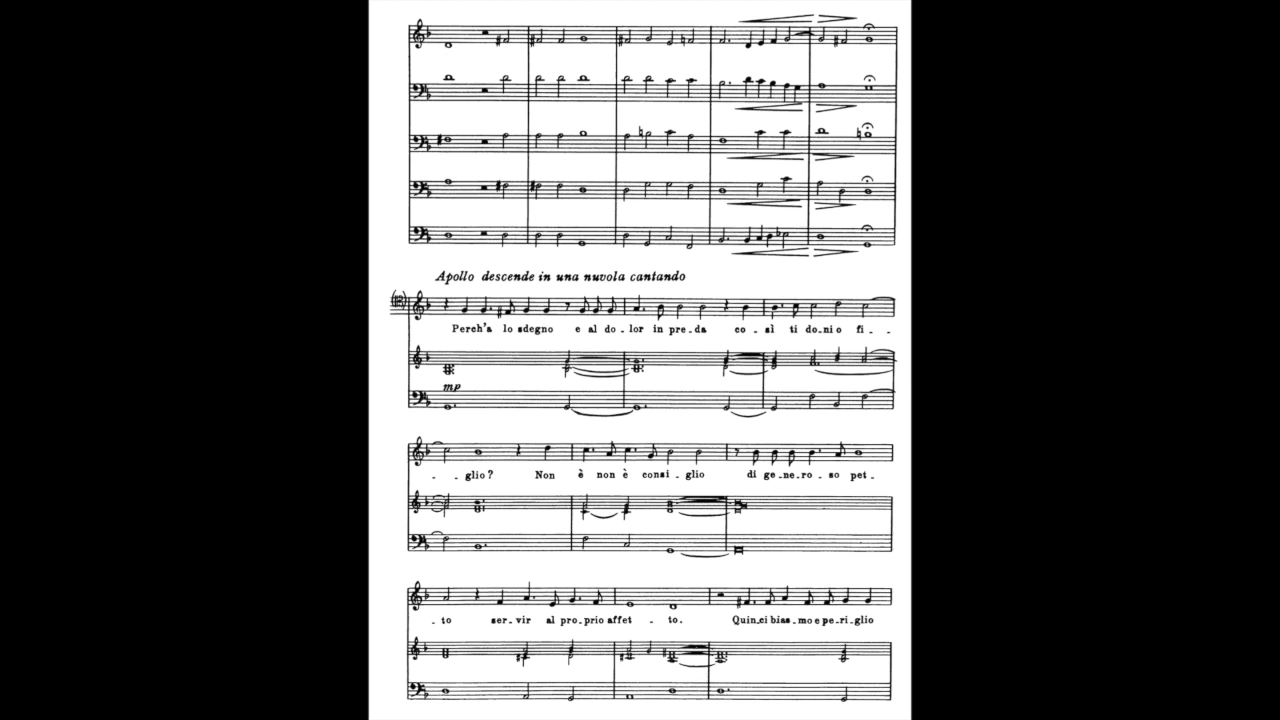 Apollo descende in una nuvola cantando
Perch'a lo sdegno e al do - lor in pre - da co - sì ti do - ni o fi - -
mp
- - glio? Non è non è consi - glio di ge - ne - ro - so pet -
- to ser - vir al pro - prio affet - to. Quin - ci bias - mo e pe - ri - glio